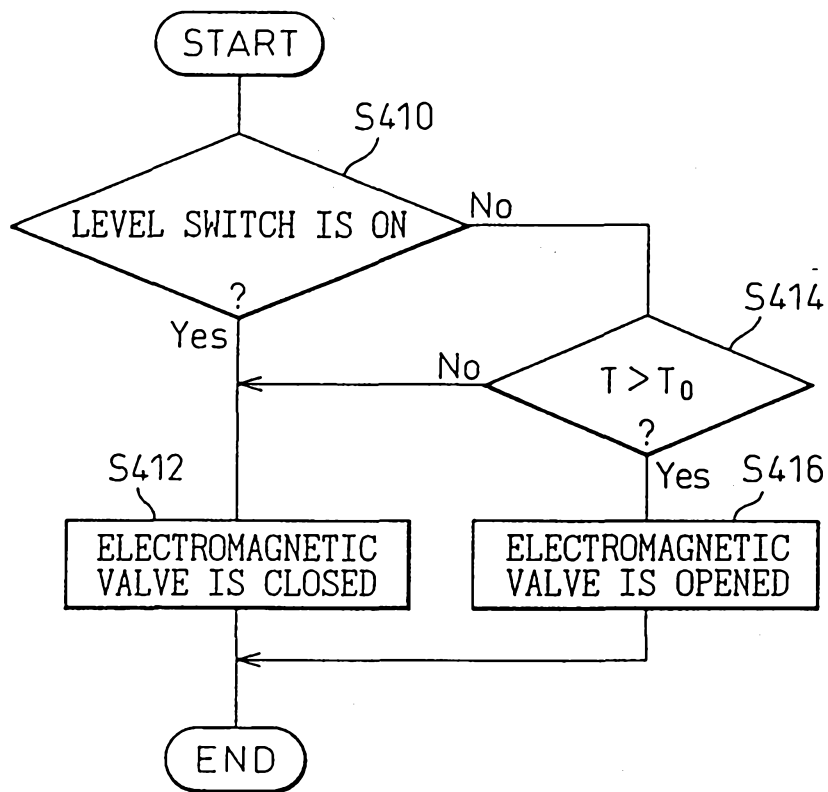 START
S410
LEVEL SWITCH IS ON
?
No
Yes
S414
T > T₀
?
No
Yes
S412
ELECTROMAGNETIC
VALVE IS CLOSED
S416
ELECTROMAGNETIC
VALVE IS OPENED
END